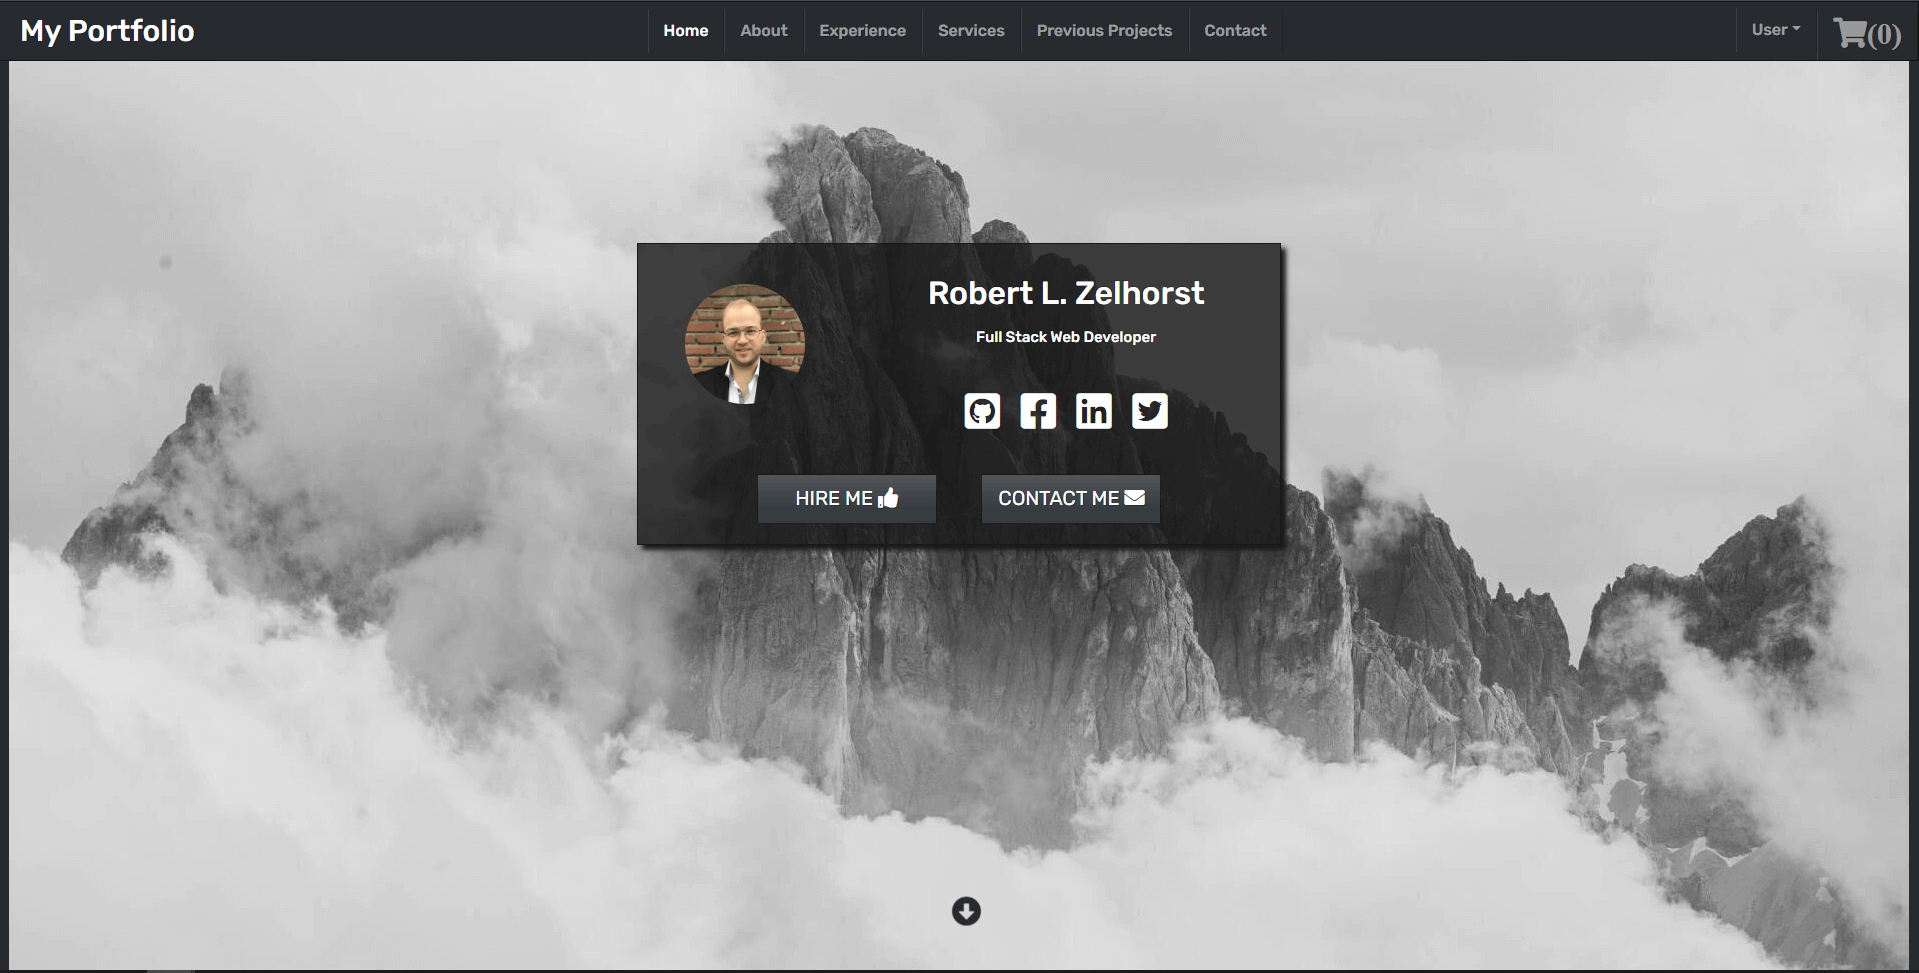 My Portfolio
Home
About
Experience
Services
Previous Projects
Contact
User
(0)
Robert L. Zelhorst
Full Stack Web Developer
HIRE ME
CONTACT ME